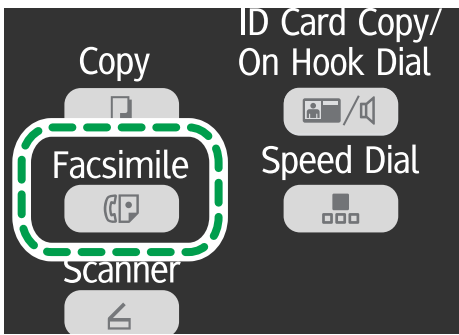 Copy
ID Card Copy/
On Hook Dial
Facsimile
Speed Dial
Scanner